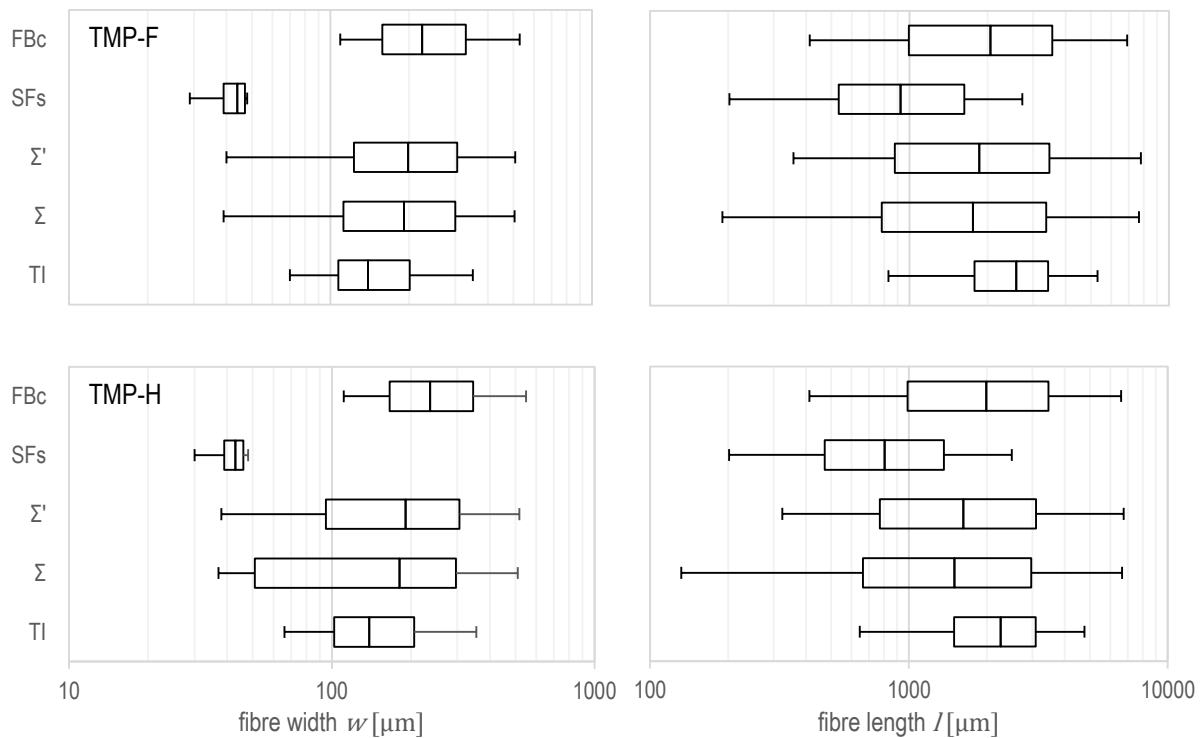 TMP-F
FBc
SFs
Σ'
Σ
TI
TMP-H
FBc
SFs
Σ'
Σ
TI
10 100 1000
100 1000 10000
fibre width w [µm]
fibre length l [µm]